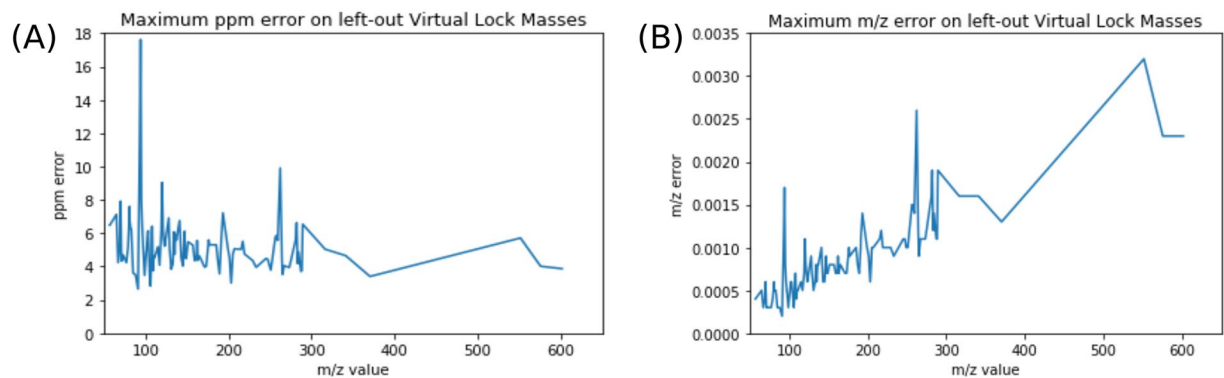 (A)
Maximum ppm error on left-out Virtual Lock Masses
18
16
14
12
10
8
6
4
2
0
ppm error
100 200 300 400 500 600
m/z value
(B)
Maximum m/z error on left-out Virtual Lock Masses
0.0035
0.0030
0.0025
0.0020
0.0015
0.0010
0.0005
0.0000
m/z error
100 200 300 400 500 600
m/z value